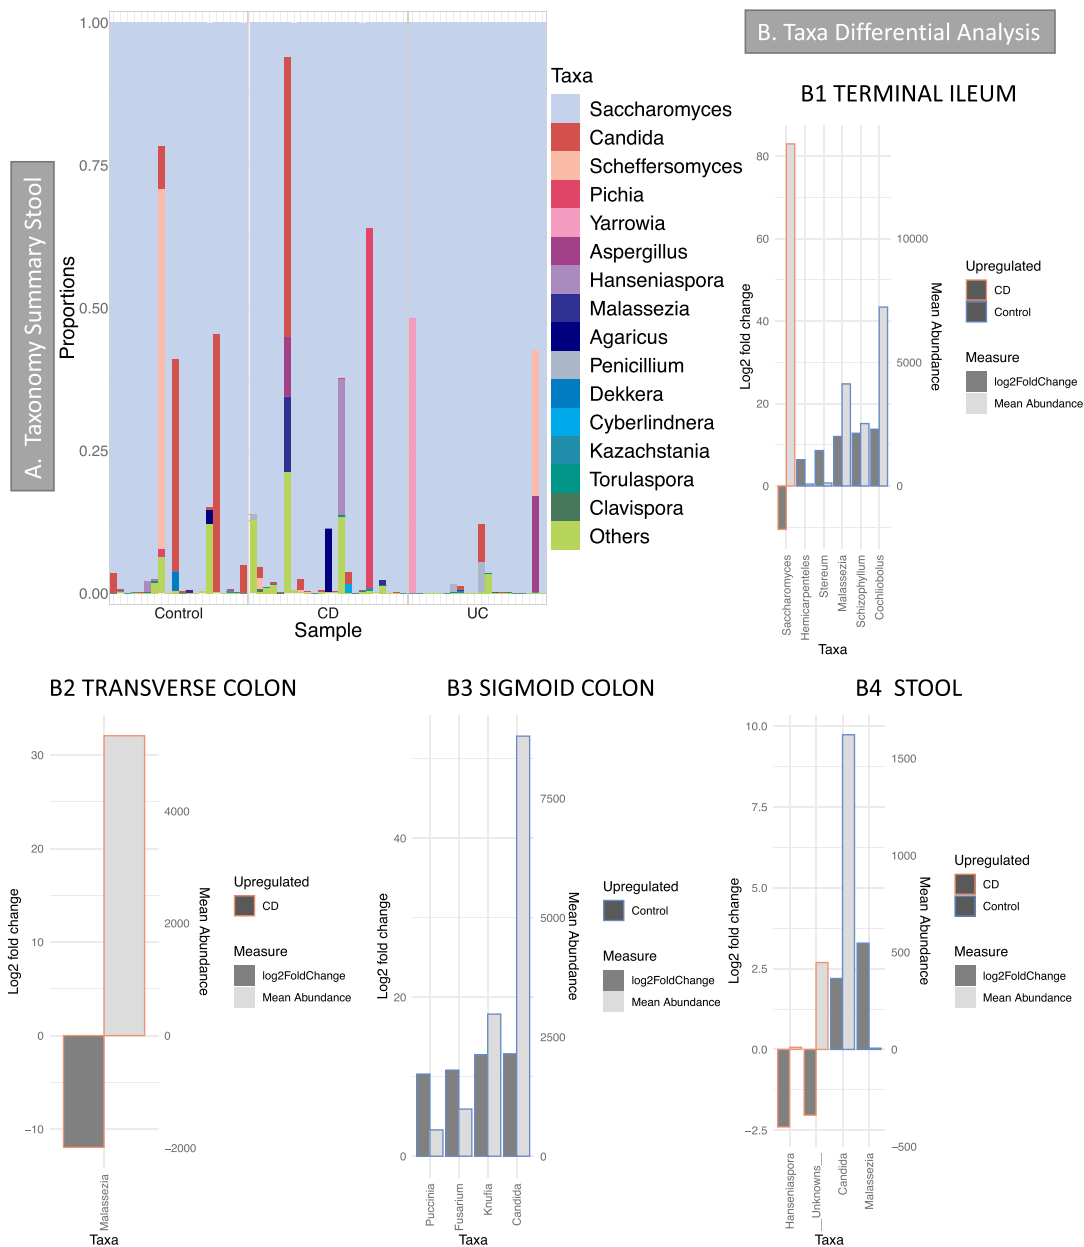 A. Taxonomy Summary Stool
Proportions
1.00
0.75
0.50
0.25
0.00
Control
CD
UC
Sample
Taxa
Saccharomyces
Candida
Scheffersomyces
Pichia
Yarrowia
Aspergillus
Hanseniaspora
Malassezia
Agaricus
Penicillium
Dekkera
Cyberlindnera
Kazachstania
Torulaspora
Clavispora
Others
B. Taxa Differential Analysis
B1 TERMINAL ILEUM
Log2 fold change
80
60
40
20
0
10000
5000
0
Mean Abundance
Saccharomyces
Hemicarpenteles
Stereum
Malassezia
Schizophyllum
Cochliobolus
Taxa
Upregulated
CD
Control
Measure
log2FoldChange
Mean Abundance
B2 TRANSVERSE COLON
Log2 fold change
30
20
10
0
−10
4000
2000
0
−2000
Mean Abundance
Malassezia
Taxa
Upregulated
CD
Measure
log2FoldChange
Mean Abundance
B3 SIGMOID COLON
Log2 fold change
40
20
0
7500
5000
2500
0
Mean Abundance
Puccinia
Fusarium
Knufia
Candida
Taxa
Upregulated
Control
Measure
log2FoldChange
Mean Abundance
B4 STOOL
Log2 fold change
10.0
7.5
5.0
2.5
0.0
−2.5
1500
1000
500
0
−500
Mean Abundance
Hanseniaspora
__Unknowns__
Candida
Malassezia
Taxa
Upregulated
CD
Control
Measure
log2FoldChange
Mean Abundance